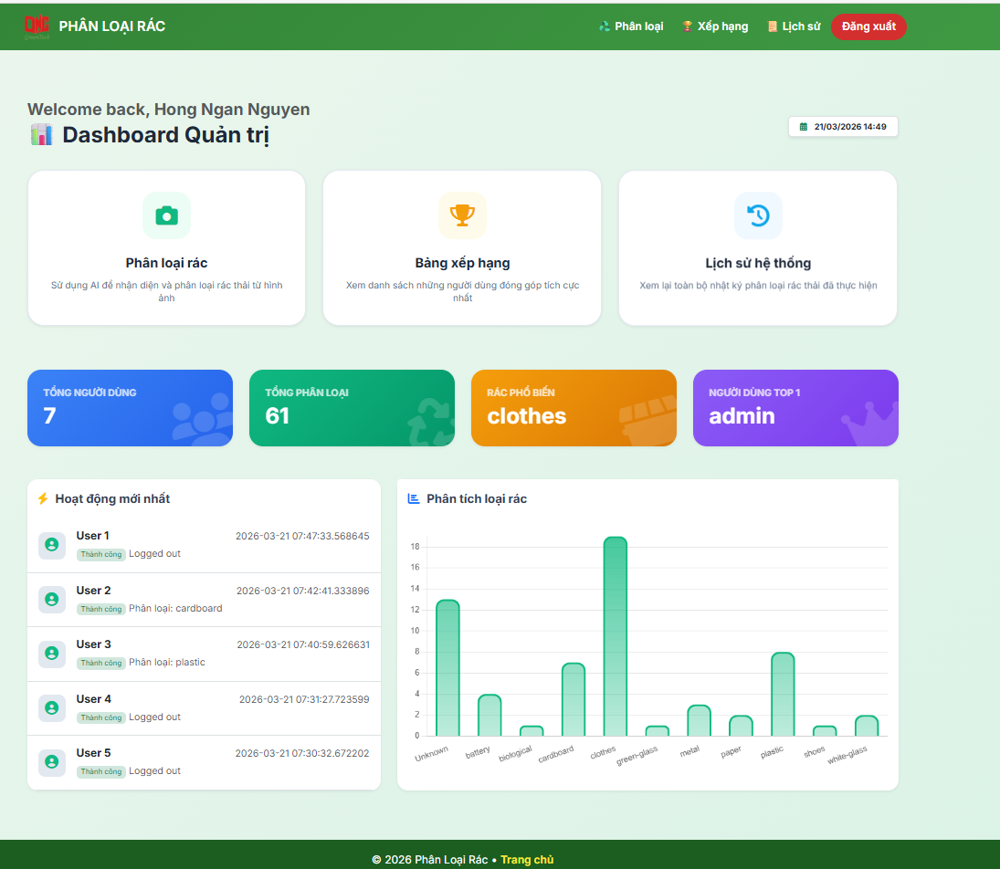 DNG
PHÂN LOẠI RÁC
Phân loại
Xếp hạng
Lịch sử
Đăng xuất
Welcome back, Hong Ngan Nguyen
Dashboard Quản trị
21/03/2026 14:49
Phân loại rác
Sử dụng AI để nhận diện và phân loại rác thải từ hình
ảnh
Bảng xếp hạng
Xem danh sách những người dùng đóng góp tích cực
nhất
Lịch sử hệ thống
Xem lại toàn bộ nhật ký phân loại rác thải đã thực hiện
TỔNG NGƯỜI DÙNG
7
TỔNG PHÂN LOẠI
61
RÁC PHỔ BIẾN
clothes
NGƯỜI DÙNG TOP 1
admin
Hoạt động mới nhất
User 1 2026-03-21 07:47:33.568645
Thành công Logged out
User 2 2026-03-21 07:42:41.333896
Thành công Phân loại: cardboard
User 3 2026-03-21 07:40:59.626631
Thành công Phân loại: plastic
User 4 2026-03-21 07:31:27.723599
Thành công Logged out
User 5 2026-03-21 07:30:32.672202
Thành công Logged out
Phân tích loại rác
18
16
14
12
10
8
6
4
2
0
Unknown
battery
biological
cardboard
clothes
green-glass
metal
paper
plastic
shoes
white-glass
© 2026 Phân Loại Rác • Trang chủ